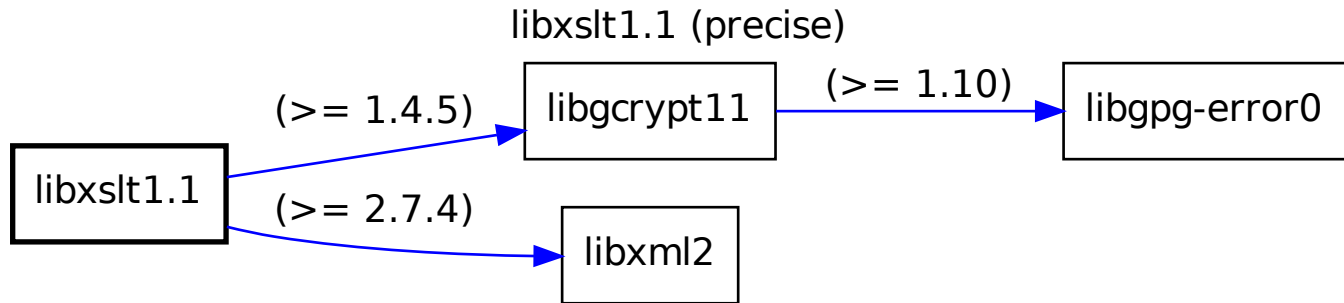 libxslt1.1 (precise)
(>= 1.4.5)
libgcrypt11
(>= 1.10)
libgpg-error0
libxslt1.1
(>= 2.7.4)
libxml2